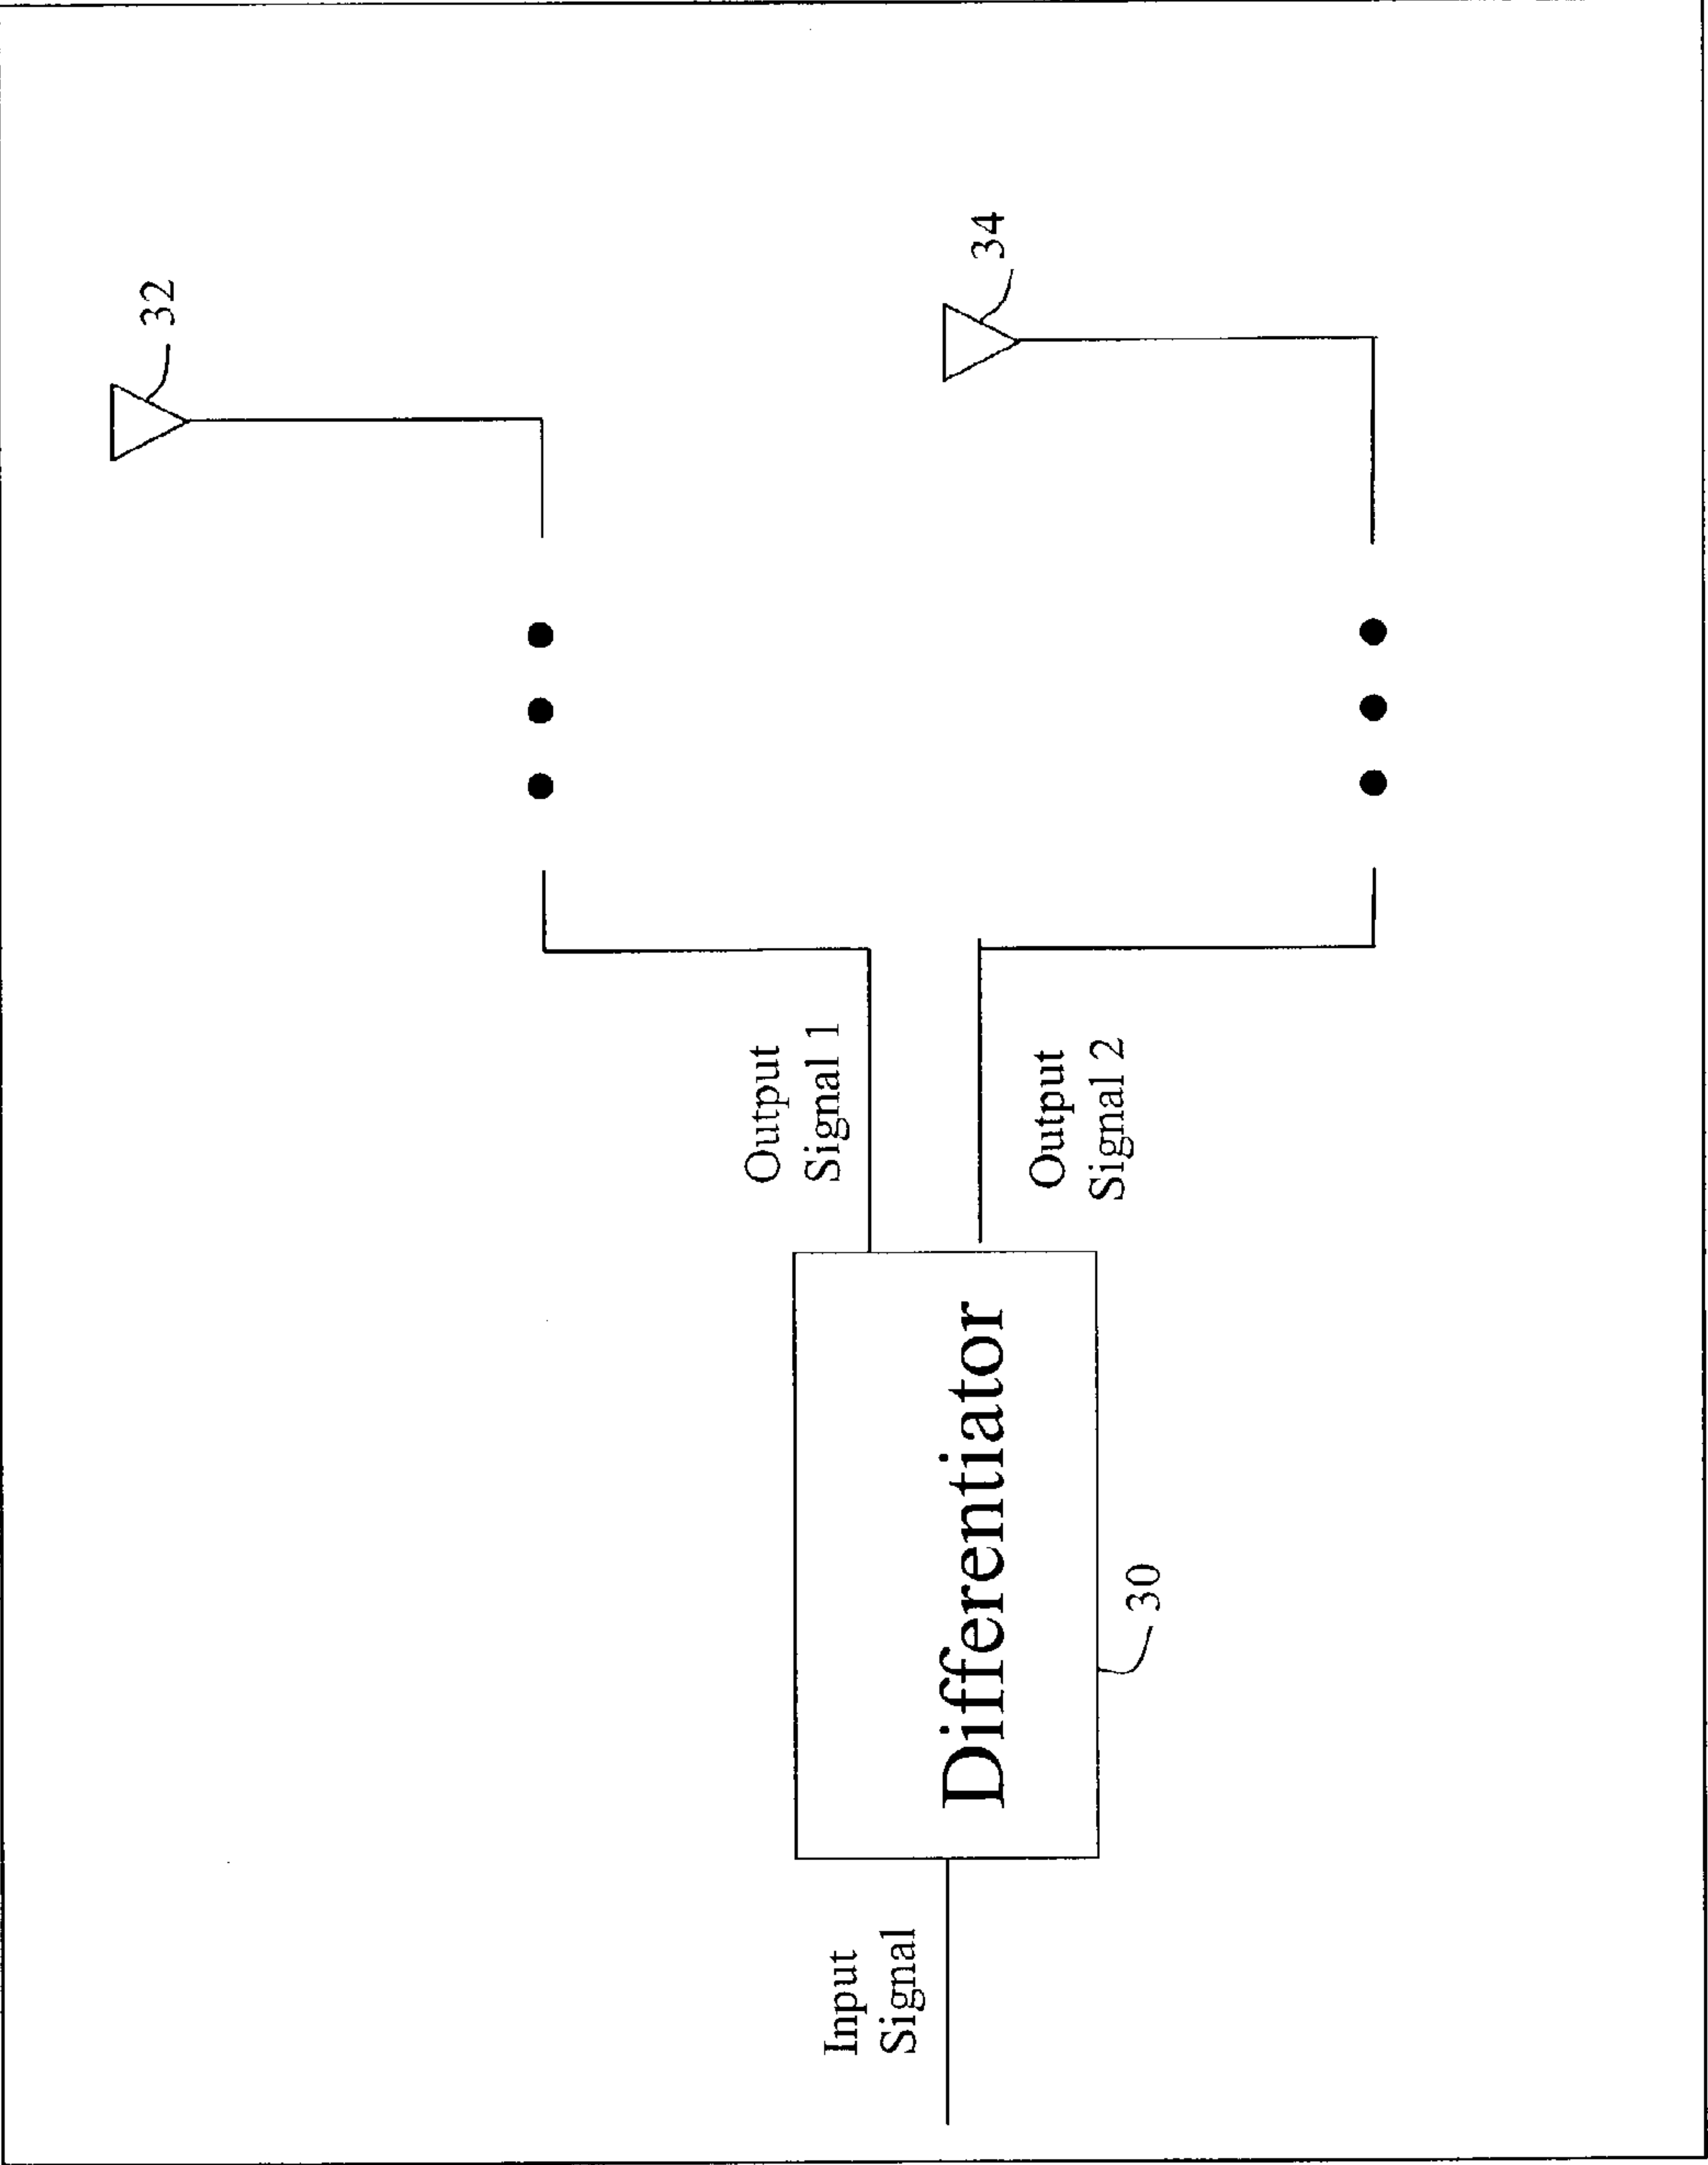 Input
Signal
Differentiator
30
Output
Signal 1
Output
Signal 2
32
34